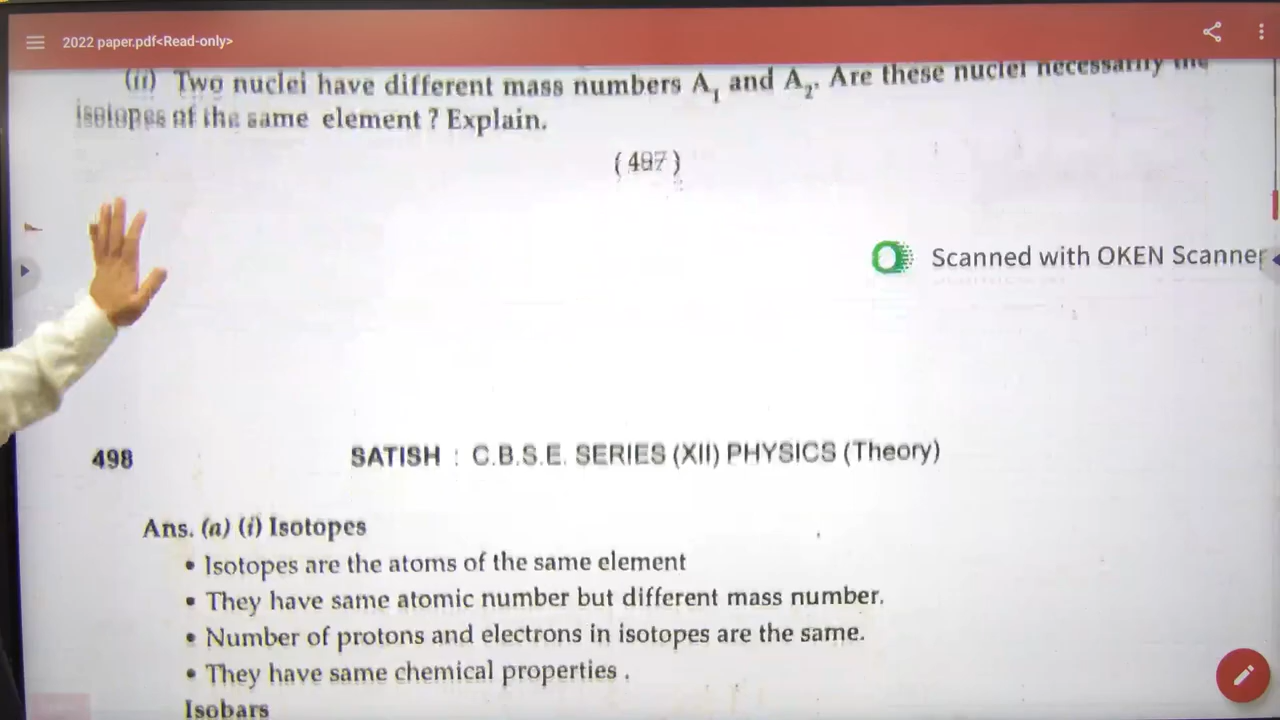 2022 paper.pdf<Read-only>
(ii) Two nuclei have different mass numbers A₁ and A₂. Are these nuclei necessarily the
isotopes of the same element ? Explain.
(497)
Scanned with OKEN Scanner
498 SATISH : C.B.S.E. SERIES (XII) PHYSICS (Theory)
Ans. (a) (i) Isotopes
• Isotopes are the atoms of the same element
• They have same atomic number but different mass number.
• Number of protons and electrons in isotopes are the same.
• They have same chemical properties .
Isobars